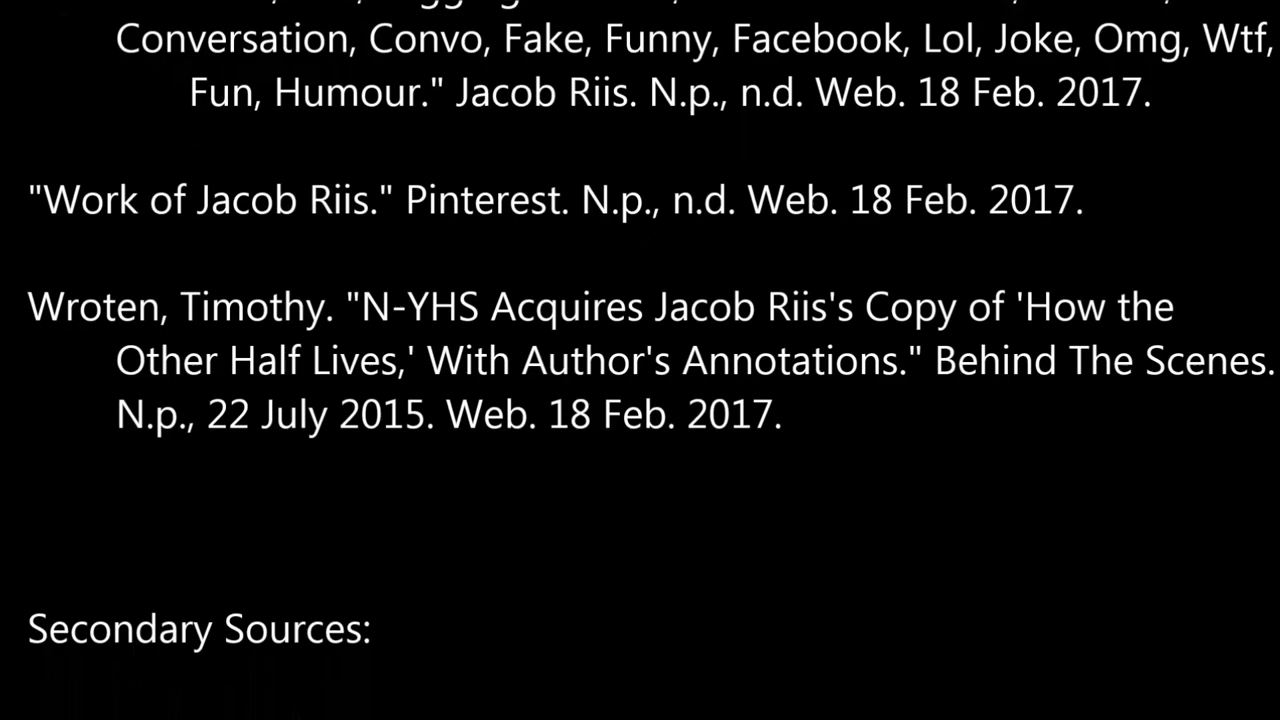 Conversation, Convo, Fake, Funny, Facebook, Lol, Joke, Omg, Wtf,
Fun, Humour." Jacob Riis. N.p., n.d. Web. 18 Feb. 2017.
"Work of Jacob Riis." Pinterest. N.p., n.d. Web. 18 Feb. 2017.
Wroten, Timothy. "N-YHS Acquires Jacob Riis's Copy of 'How the
Other Half Lives,' With Author's Annotations." Behind The Scenes.
N.p., 22 July 2015. Web. 18 Feb. 2017.
Secondary Sources: